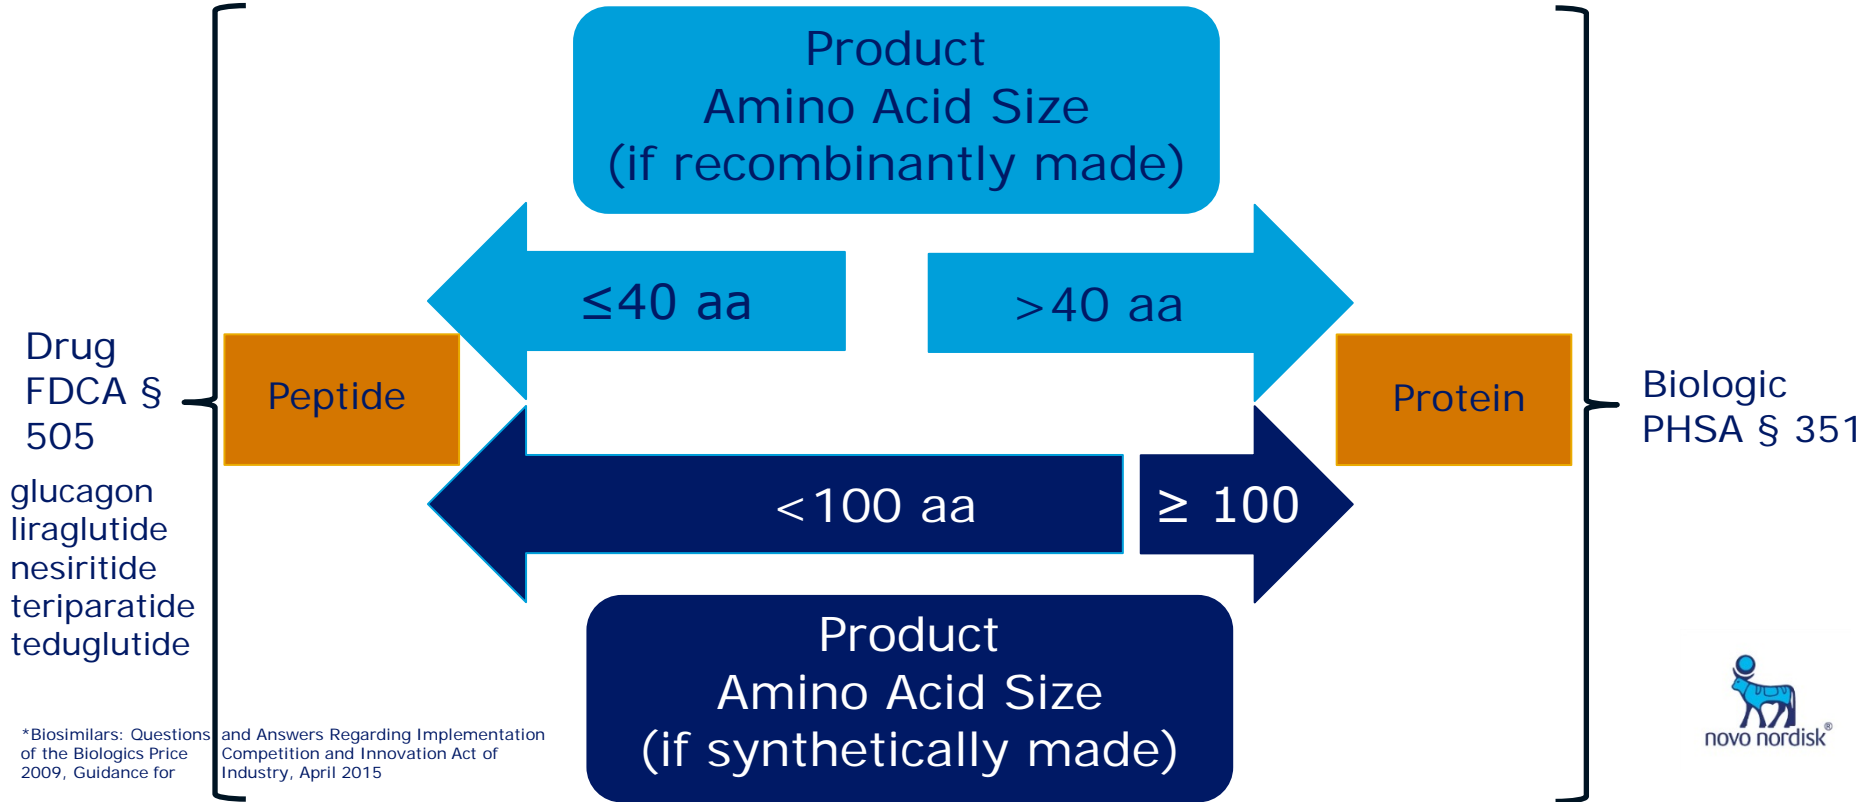 Product
Amino Acid Size
(if recombinantly made)
≤40 aa
>40 aa
Drug
FDCA §
505
Peptide
Protein
Biologic
PHSA § 351
glucagon
liraglutide
nesiritide
teriparatide
teduglutide
<100 aa
≥ 100
Product
Amino Acid Size
(if synthetically made)
*Biosimilars: Questions and Answers Regarding Implementation
of the Biologics Price Competition and Innovation Act of
2009, Guidance for Industry, April 2015
novo nordisk®